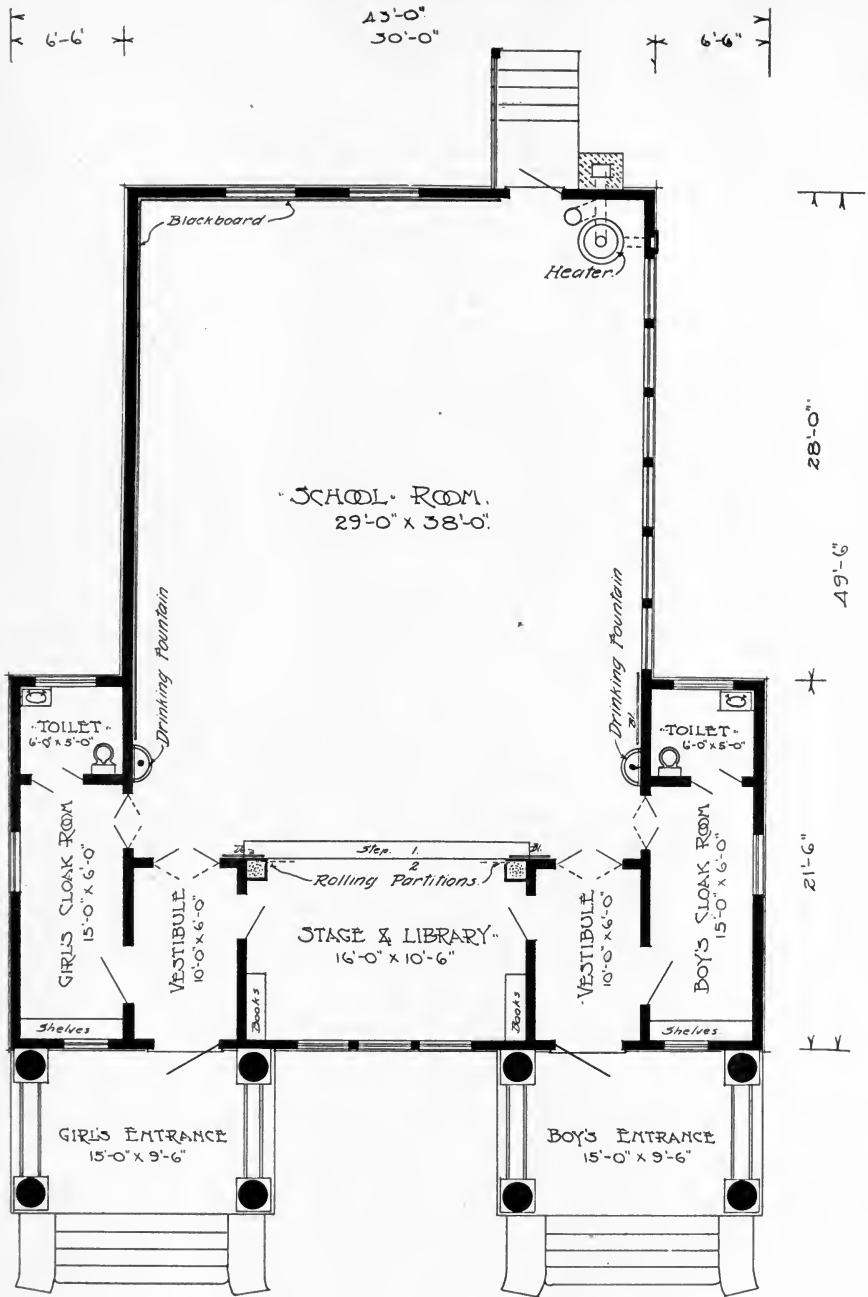 43'-0"
6'-6'
30'-0"
6'-6"
Blackboard
Heater.
28'-0"
49'-6"
SCHOOL· ROOM.
29'-0" X 38'-0".
Drinking Fountain
Drinking Fountain
Bl.
TOILET
6'-0" x 5'-0"
TOILET
6'-0" x 5'-0"
Step. 1.
Bl.
2
Rolling Partitions.
GIRL'S CLOAK ROOM
15'-0" x 6'-0"
VESTIBULE
10'-0" x 6'-0"
STAGE & LIBRARY
16'-0" X 10'-6"
VESTIBULE
10'-0" x 6'-0"
BOY'S CLOAK ROOM
15'-0" x 6'-0"
21'-6"
Books
Books
Shelves
Shelves
GIRL'S ENTRANCE
15'-0" X 9'-6"
BOY'S ENTRANCE
15'-0" X 9'-6"